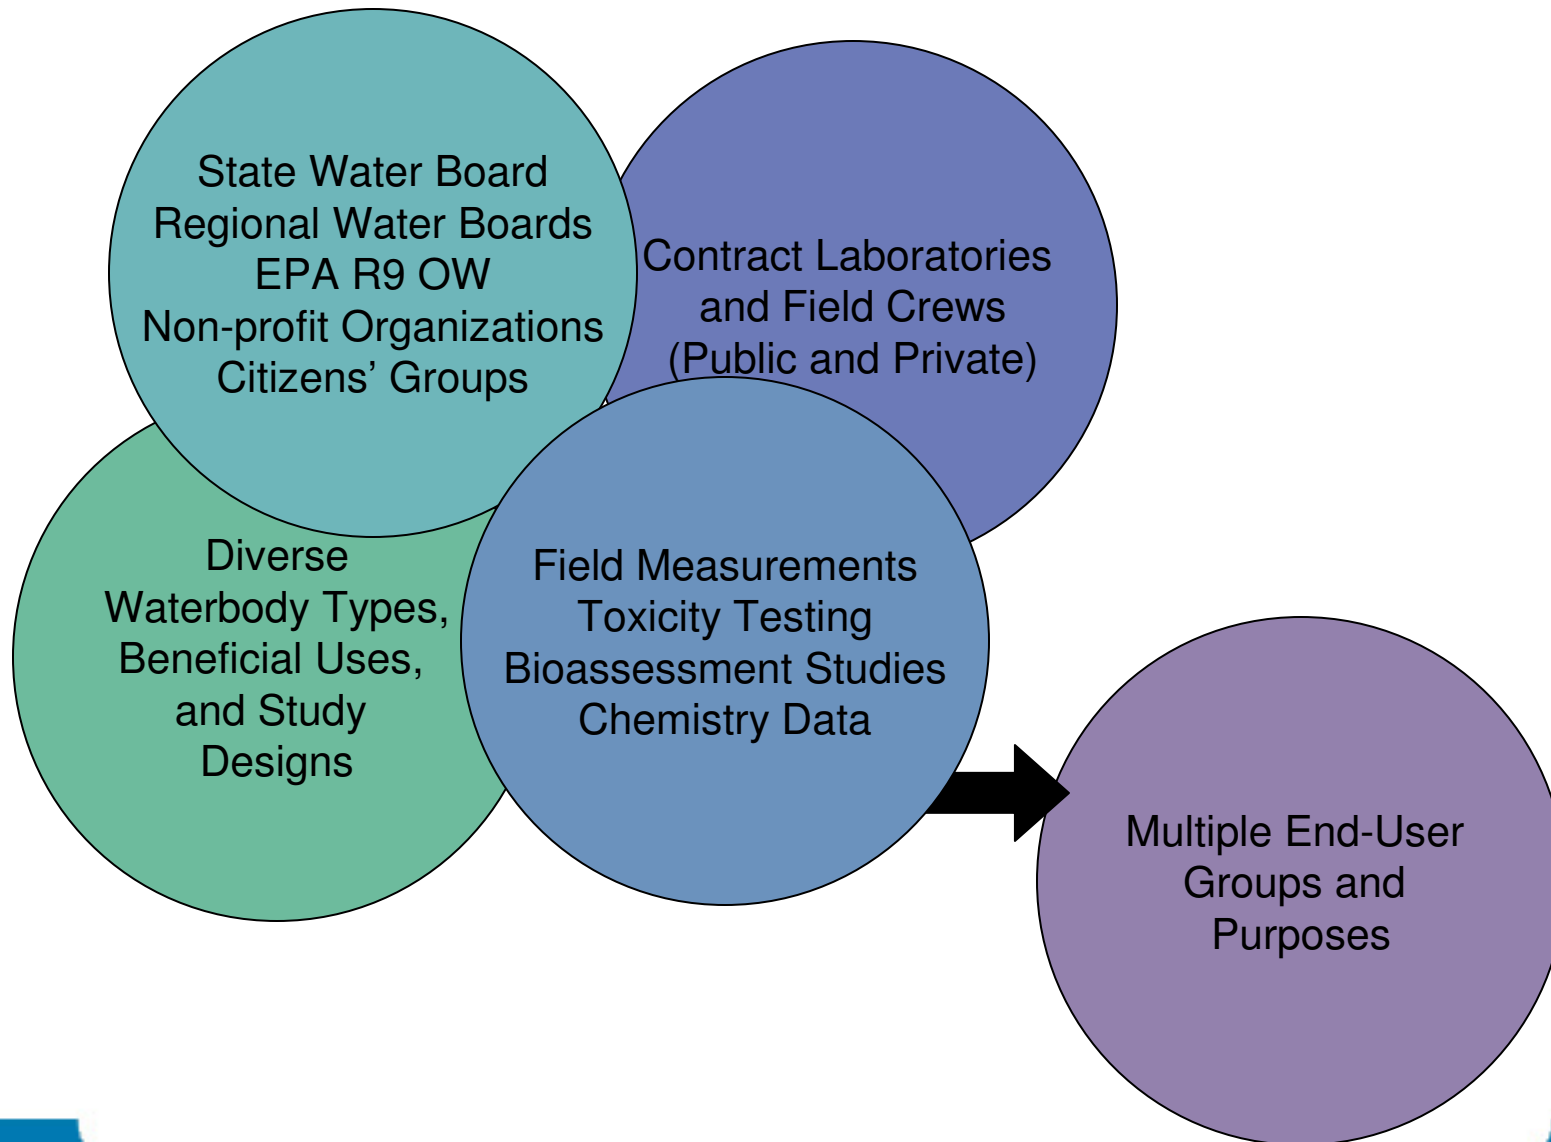 State Water Board
Regional Water Boards
EPA R9 OW
Non-profit Organizations
Citizens’ Groups
Contract Laboratories
and Field Crews
(Public and Private)
Diverse
Waterbody Types,
Beneficial Uses,
and Study
Designs
Field Measurements
Toxicity Testing
Bioassessment Studies
Chemistry Data
Multiple End-User
Groups and
Purposes